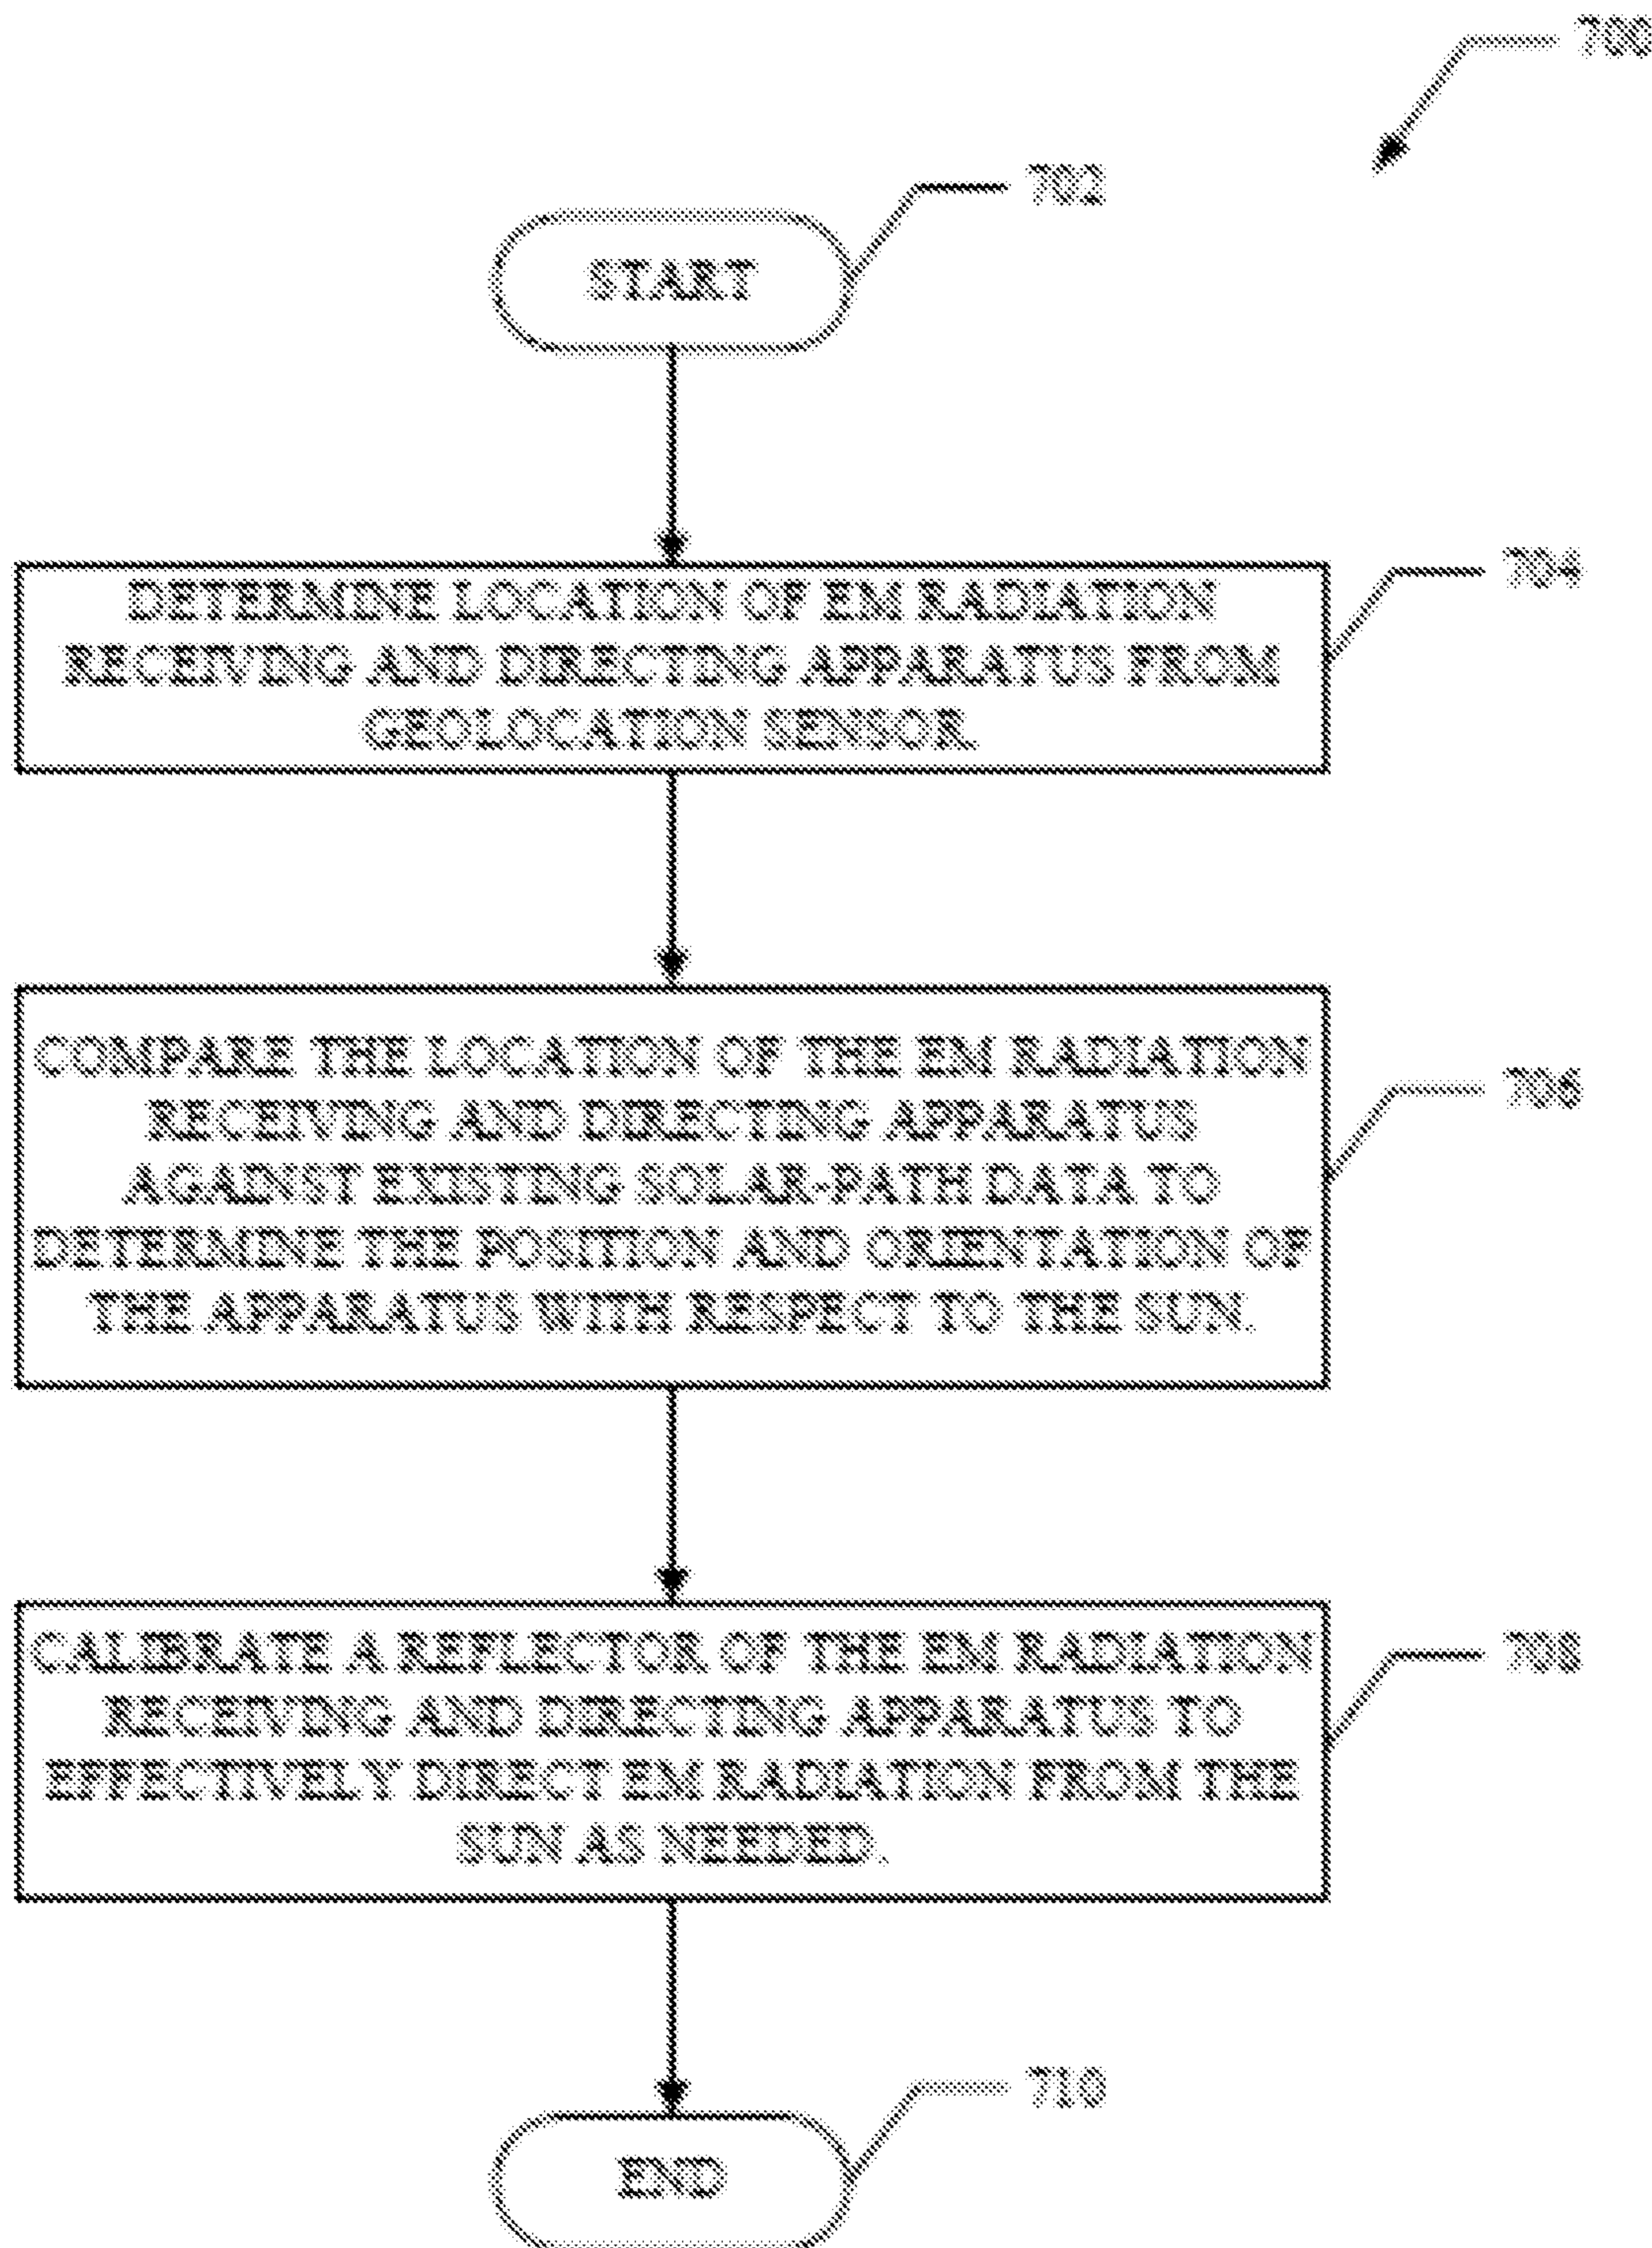 700
702
START
704
DETERMINE LOCATION OF EM RADIATION
RECEIVING AND DIRECTING APPARATUS FROM
GEOLOCATION SENSOR.
COMPARE THE LOCATION OF THE EM RADIATION
706
RECEIVING AND DIRECTING APPARATUS
AGAINST EXISTING SOLAR-PATH DATA TO
DETERMINE THE POSITION AND ORIENTATION OF
THE APPARATUS WITH RESPECT TO THE SUN.
CALIBRATE A REFLECTOR OF THE EM RADIATION
708
RECEIVING AND DIRECTING APPARATUS TO
EFFECTIVELY DIRECT EM RADIATION FROM THE
SUN AS NEEDED.
710
END